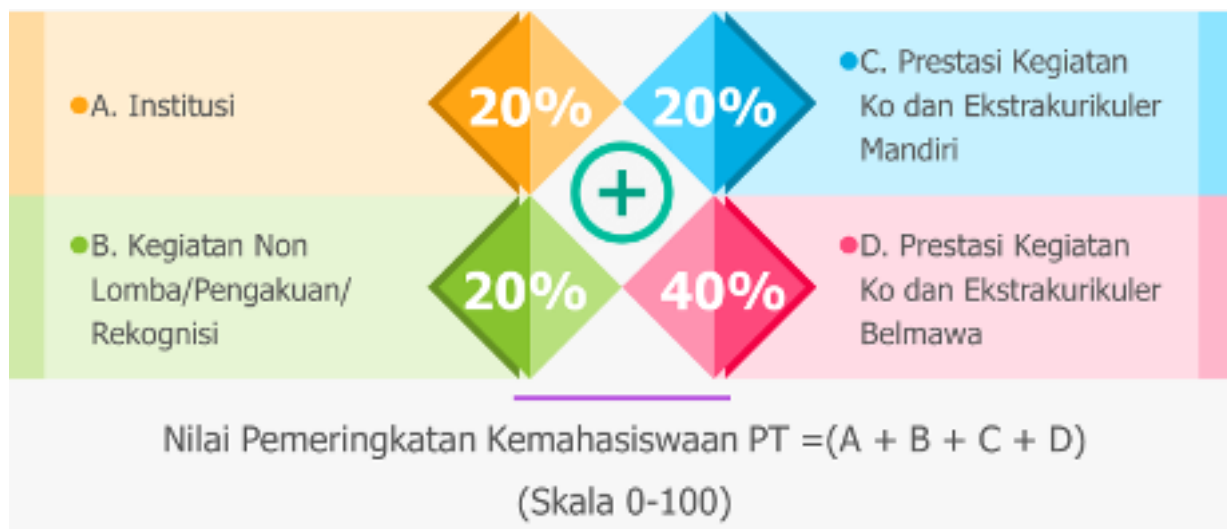 A. Institusi
20%
B. Kegiatan Non
Lomba/Pengakuan/
Rekognisi
20%
20%
C. Prestasi Kegiatan
Ko dan Ekstrakurikuler
Mandiri
40%
D. Prestasi Kegiatan
Ko dan Ekstrakurikuler
Belmawa
Nilai Pemeringkatan Kemahasiswaan PT =(A + B + C + D)
(Skala 0-100)